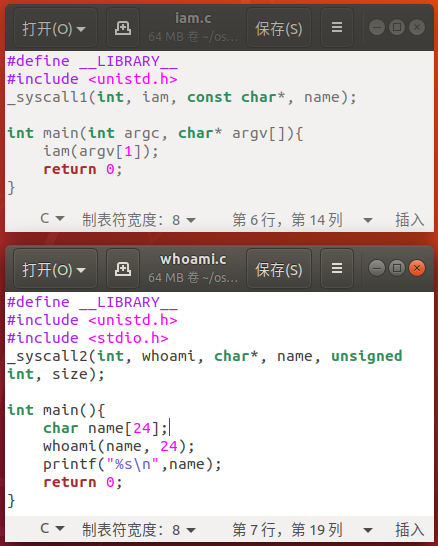 打开(O)
iam.c
64 MB 卷 ~/os…
保存(S)
#define __LIBRARY__
#include <unistd.h>
_syscall1(int, iam, const char*, name);
int main(int argc, char* argv[]){
    iam(argv[1]);
    return 0;
}
C 制表符宽度：8 第 6 行，第 14 列 插入
打开(O)
whoami.c
64 MB 卷 ~/os…
保存(S)
#define __LIBRARY__
#include <unistd.h>
#include <stdio.h>
_syscall2(int, whoami, char*, name, unsigned
int, size);
int main(){
    char name[24];
    whoami(name, 24);
    printf("%s\n",name);
    return 0;
}
C 制表符宽度：8 第 7 行，第 19 列 插入